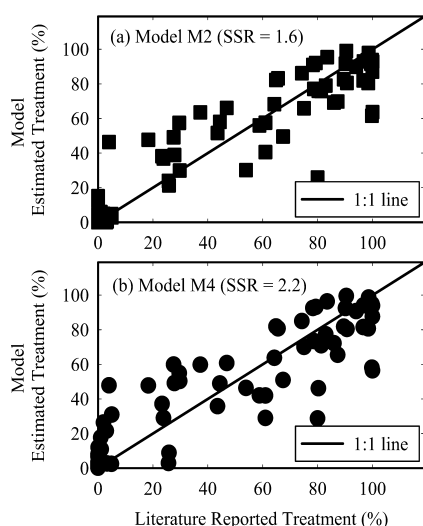 (a) Model M2 (SSR = 1.6)
Model
Estimated Treatment (%)
120
100
80
60
40
20
0
1:1 line
0 20 40 60 80 100
(b) Model M4 (SSR = 2.2)
Model
Estimated Treatment (%)
120
100
80
60
40
20
0
1:1 line
0 20 40 60 80 100
Literature Reported Treatment (%)